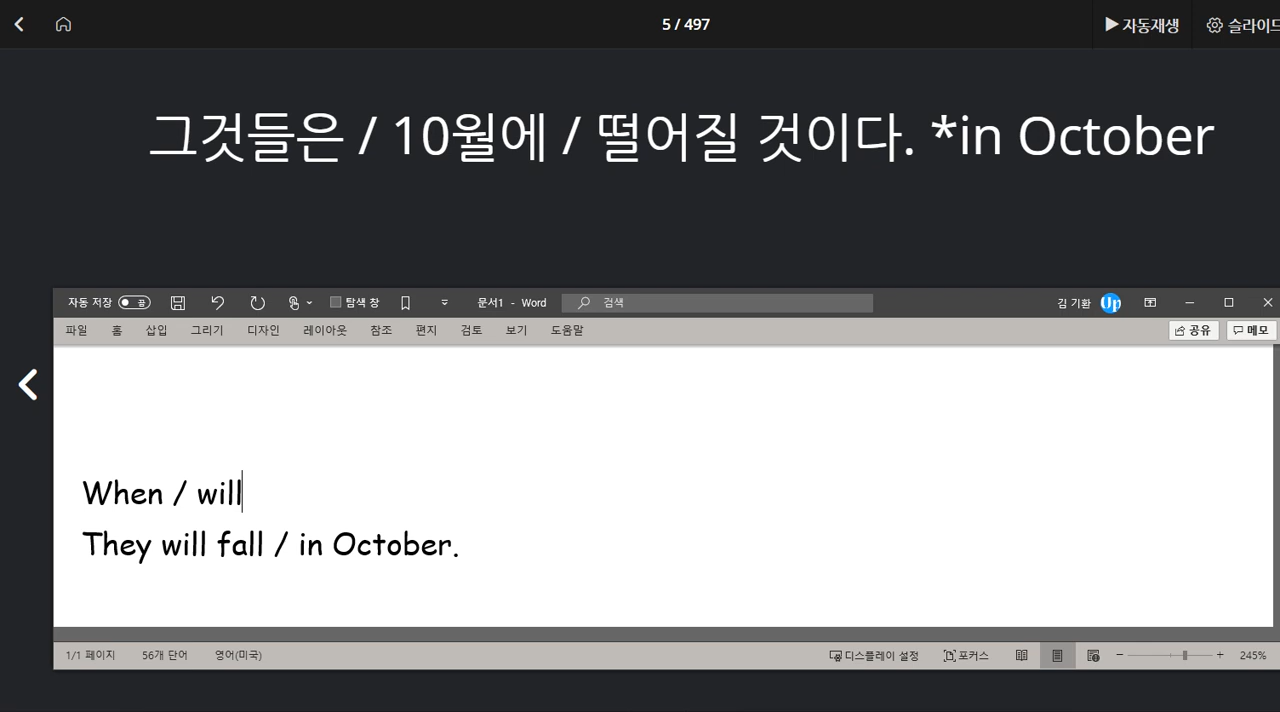 5 / 497
자동재생
슬라이드
그것들은 / 10월에 / 떨어질 것이다. *in October
자동 저장 끔 탐색 창 문서1 - Word 검색 김 기환 Up
파일 홈 삽입 그리기 디자인 레이아웃 참조 편지 검토 보기 도움말 공유 메모
When / will
They will fall / in October.
1/1 페이지 56개 단어 영어(미국) 디스플레이 설정 포커스 245%